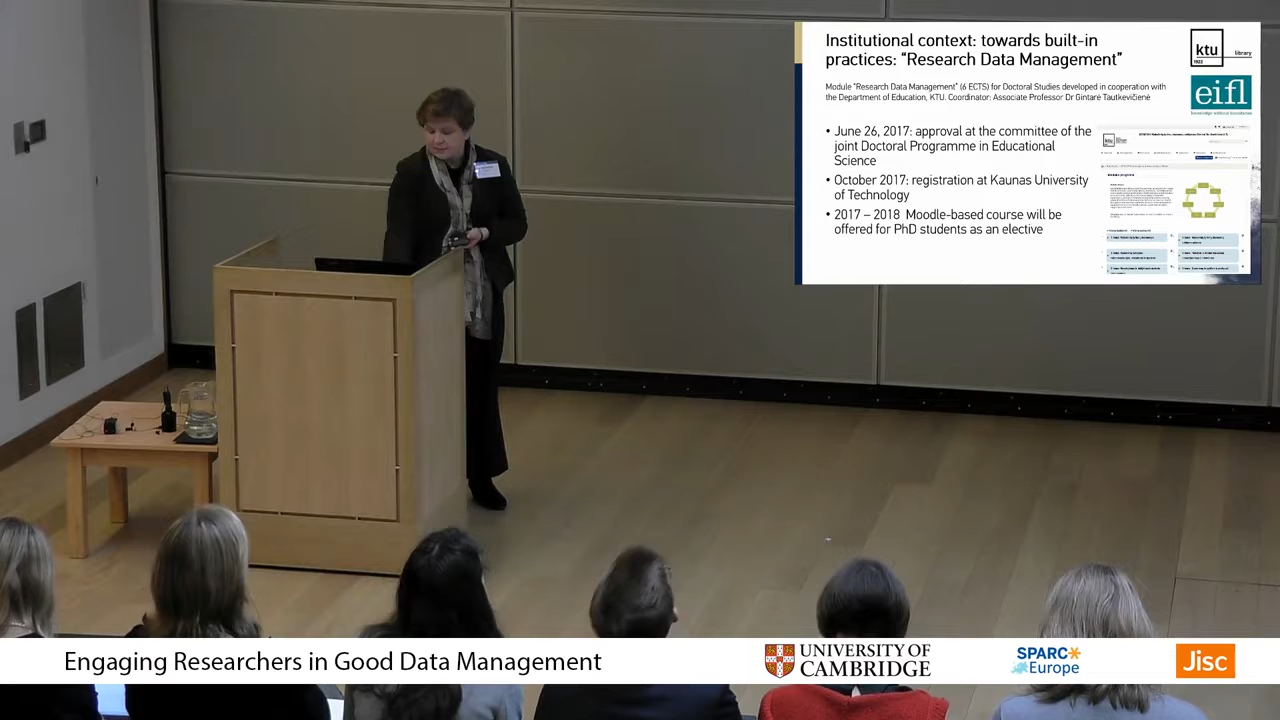 Institutional context: towards built-in
practices: “Research Data Management”
Module "Research Data Management" (6 ECTS) for Doctoral Studies developed in cooperation with
the Department of Education, KTU. Coordinator: Associate Professor Dr Gintarė Tautkevičienė
• June 26, 2017: approval at the committee of the
joint Doctoral Programme in Educational
Science
• October 2017: registration at Kaunas University
of Technology
• 2017 – 2018 Moodle-based course will be
offered for PhD students as an elective
ktu
1922
library
eifl
knowledge without boundaries
Engaging Researchers in Good Data Management
UNIVERSITY OF
CAMBRIDGE
SPARC*
Europe
Jisc